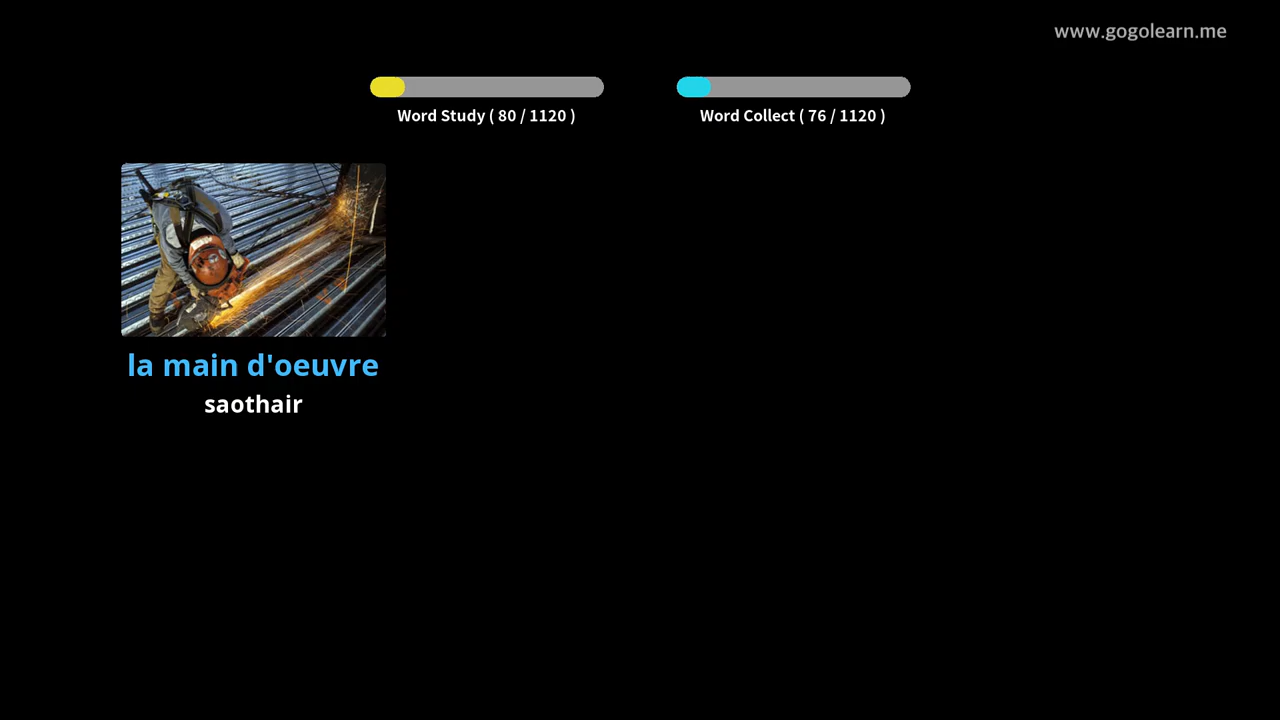 www.gogolearn.me
Word Study ( 80 / 1120 )
Word Collect ( 76 / 1120 )
la main d'oeuvre
saothair